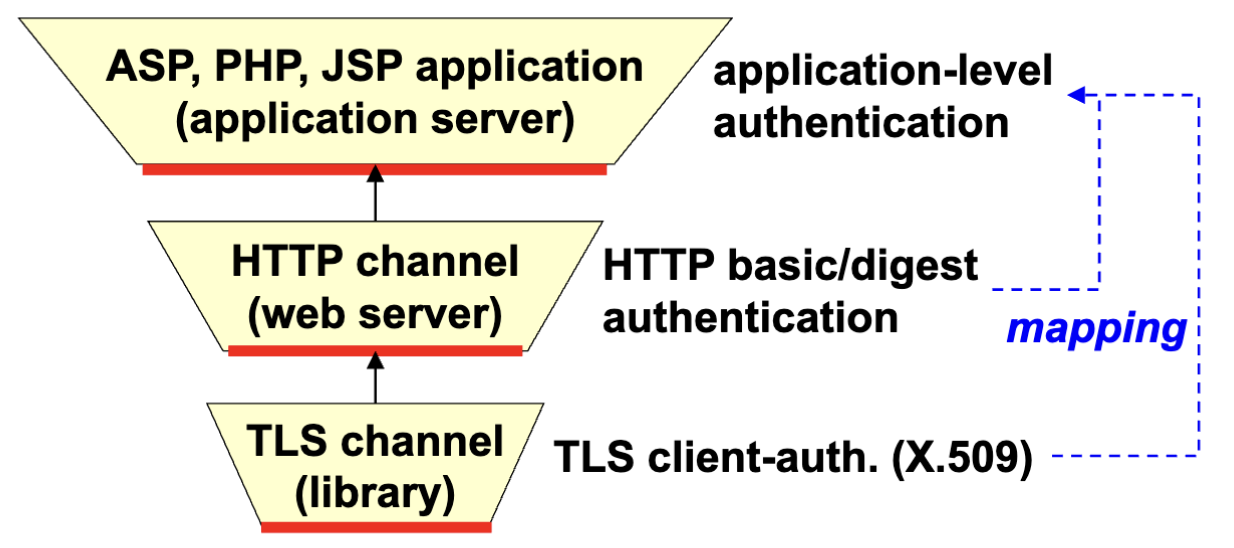 ASP, PHP, JSP application
(application server)
application-level
authentication
HTTP channel
(web server)
HTTP basic/digest
authentication
mapping
TLS channel
(library)
TLS client-auth. (X.509)